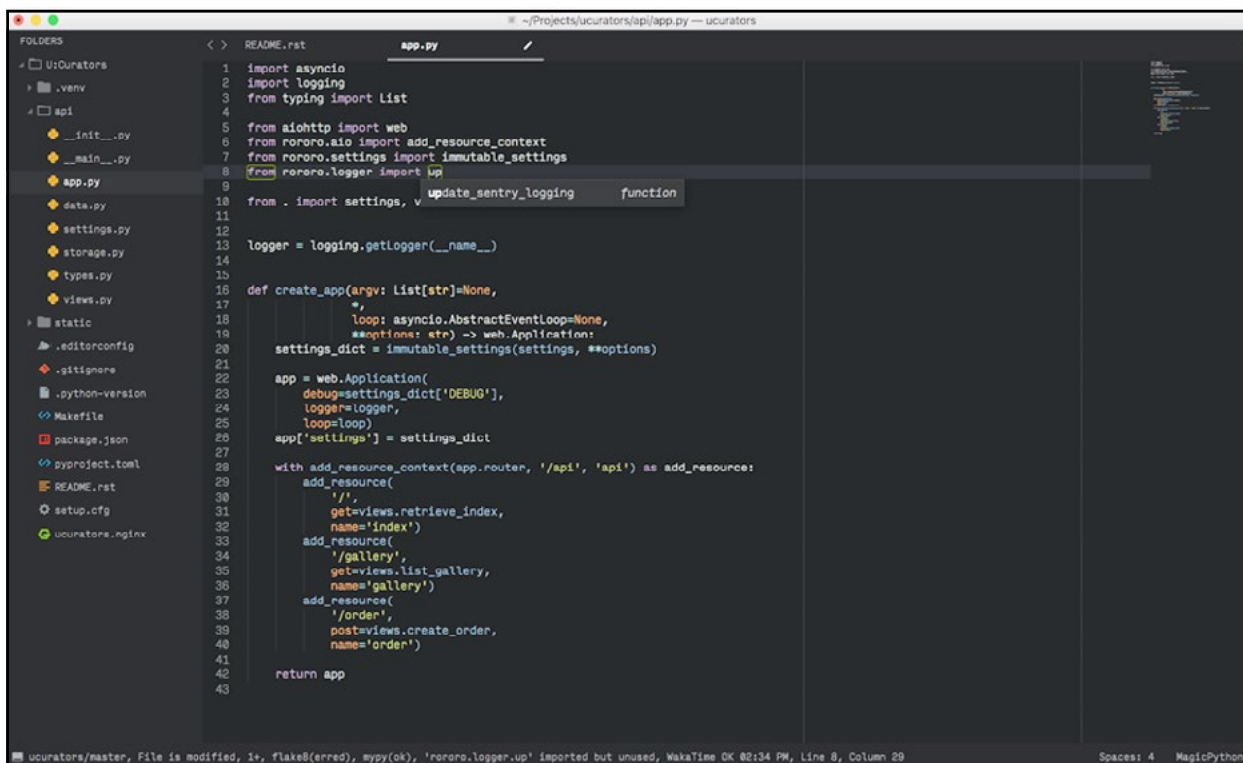 ~/Projects/ucurators/api/app.py — ucurators
FOLDERS
U:Curators
.venv
api
__init__.py
__main__.py
app.py
data.py
settings.py
storage.py
types.py
views.py
static
.editorconfig
.gitignore
.python-version
Makefile
package.json
pyproject.toml
README.rst
setup.cfg
ucurators.nginx
README.rst app.py
1 import asyncio
2 import logging
3 from typing import List
4
5 from aiohttp import web
6 from rororo.aio import add_resource_context
7 from rororo.settings import immutable_settings
8 from rororo.logger import up
update_sentry_logging function
9
10 from . import settings, v
11
12
13 logger = logging.getLogger(__name__)
14
15
16 def create_app(argv: List[str]=None,
17 *,
18 loop: asyncio.AbstractEventLoop=None,
19 **options: str) -> web.Application:
20 settings_dict = immutable_settings(settings, **options)
21
22 app = web.Application(
23 debug=settings_dict['DEBUG'],
24 logger=logger,
25 loop=loop)
26 app['settings'] = settings_dict
27
28 with add_resource_context(app.router, '/api', 'api') as add_resource:
29 add_resource(
30 '/',
31 get=views.retrieve_index,
32 name='index')
33 add_resource(
34 '/gallery',
35 get=views.list_gallery,
36 name='gallery')
37 add_resource(
38 '/order',
39 post=views.create_order,
40 name='order')
41
42 return app
43
ucurators/master, File is modified, 1+, flake8(erred), mypy(ok), 'rororo.logger.up' imported but unused, WakaTime OK 02:34 PM, Line 8, Column 29 Spaces: 4 MagicPython